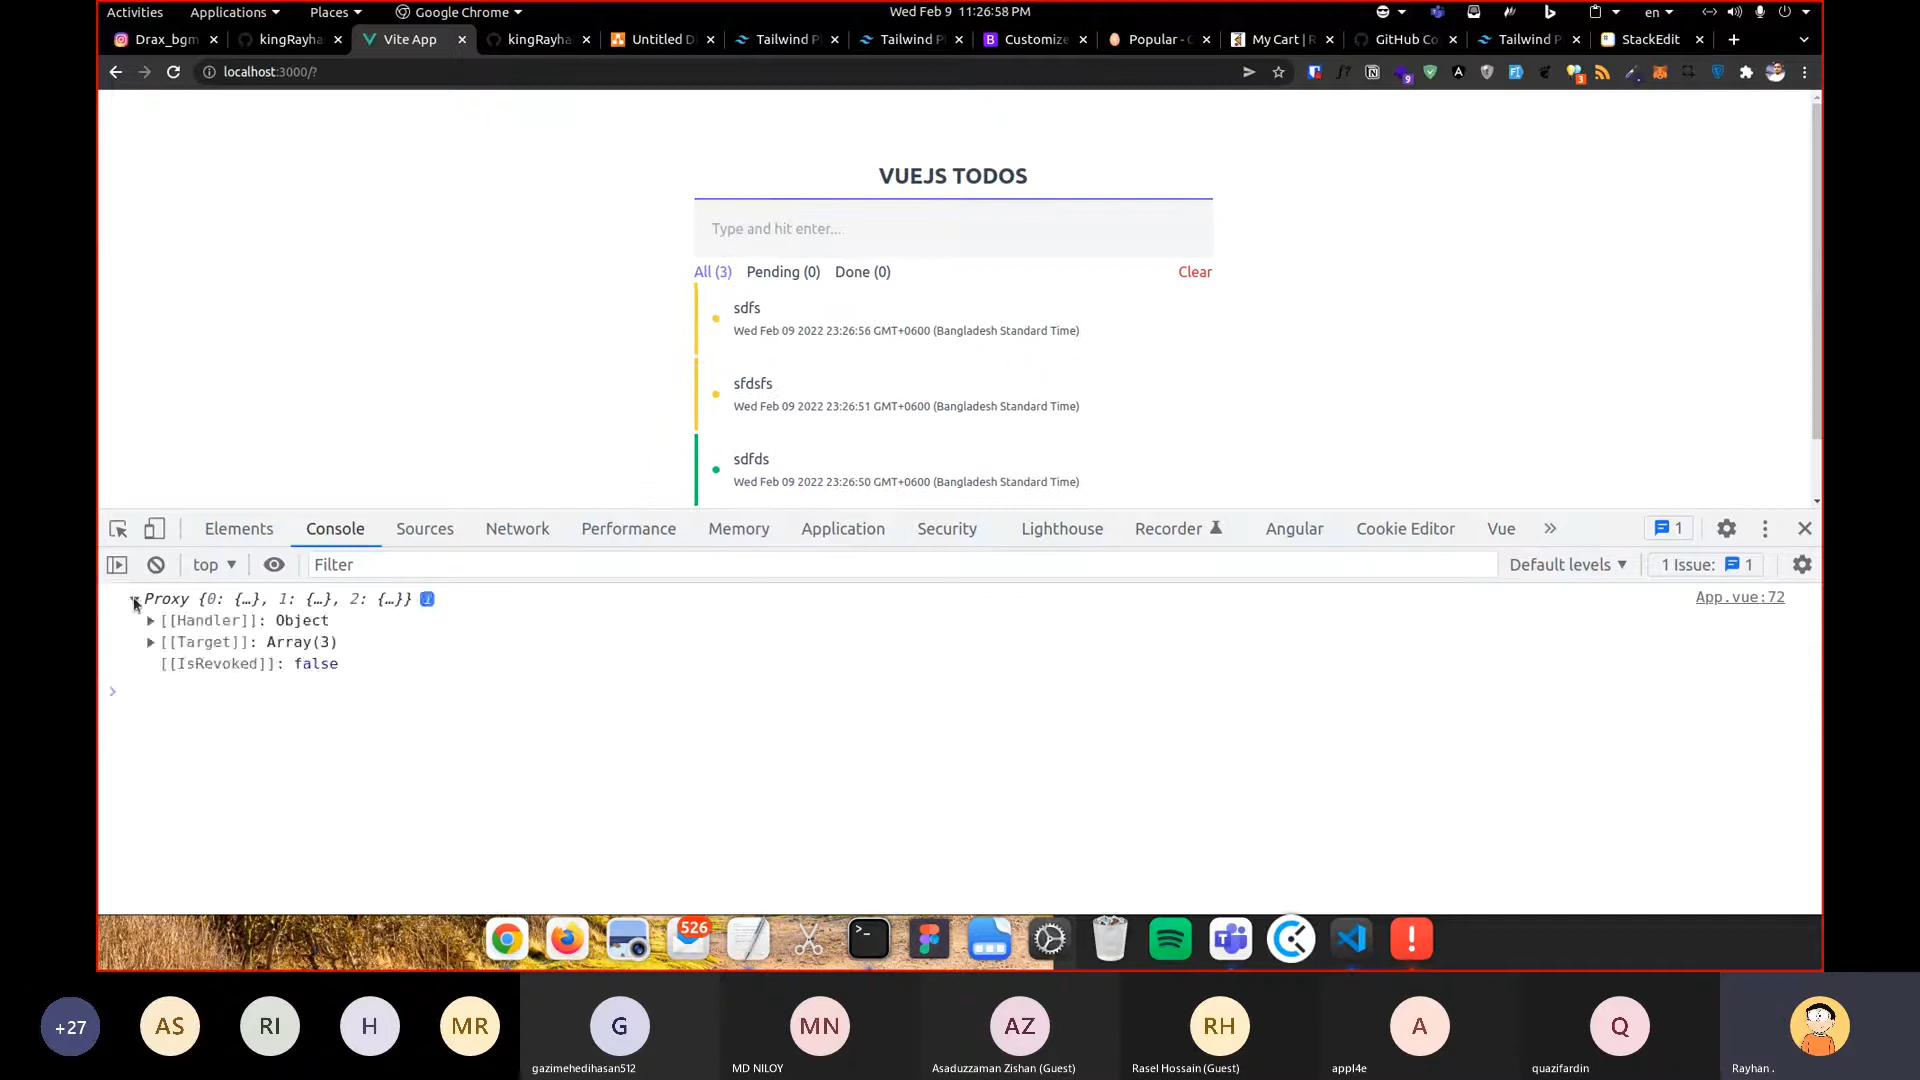 Activities Applications Places Google Chrome Wed Feb 9 11:26:58 PM en
Drax_bgm kingRayha Vite App kingRayha Untitled D Tailwind P Tailwind P Customize Popular - C My Cart | R GitHub Co Tailwind P StackEdit
localhost:3000/?
9
3
VUEJS TODOS
Type and hit enter...
All (3) Pending (0) Done (0) Clear
sdfs
Wed Feb 09 2022 23:26:56 GMT+0600 (Bangladesh Standard Time)
sfdsfs
Wed Feb 09 2022 23:26:51 GMT+0600 (Bangladesh Standard Time)
sdfds
Wed Feb 09 2022 23:26:50 GMT+0600 (Bangladesh Standard Time)
Elements Console Sources Network Performance Memory Application Security Lighthouse Recorder Angular Cookie Editor Vue » 1
top Filter Default levels 1 Issue: 1
Proxy {0: {…}, 1: {…}, 2: {…}} i App.vue:72
[[Handler]]: Object
[[Target]]: Array(3)
[[IsRevoked]]: false
526
+27 AS RI H MR G MN AZ RH A Q
gazimehedihasan512 MD NILOY Asaduzzaman Zishan (Guest) Rasel Hossain (Guest) appl4e quazifardin Rayhan .